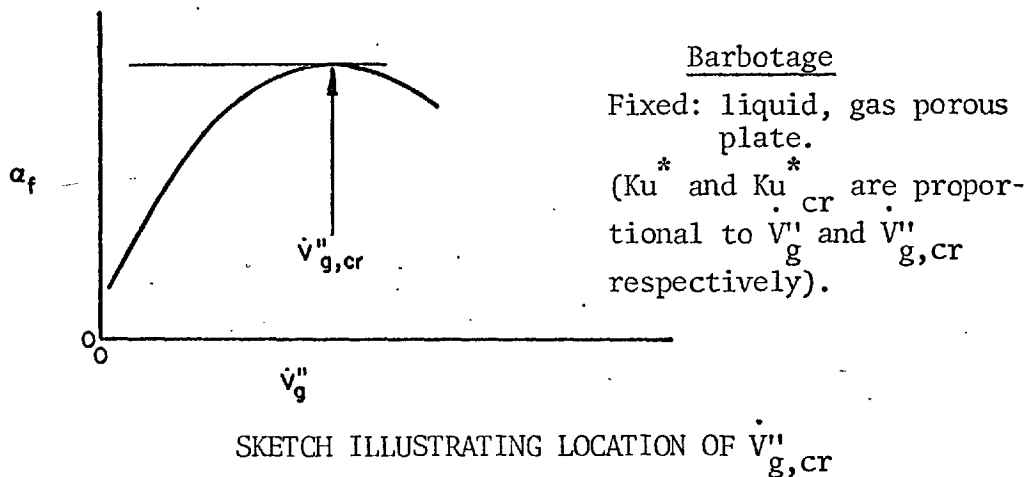 α_f
V̇"_g,cr
0
0
V̇"_g
Barbotage
Fixed: liquid, gas porous
plate.
(Ku* and Ku*_cr are propor-
tional to V̇"_g and V̇"_g,cr
respectively).
SKETCH ILLUSTRATING LOCATION OF V̇"_g,cr